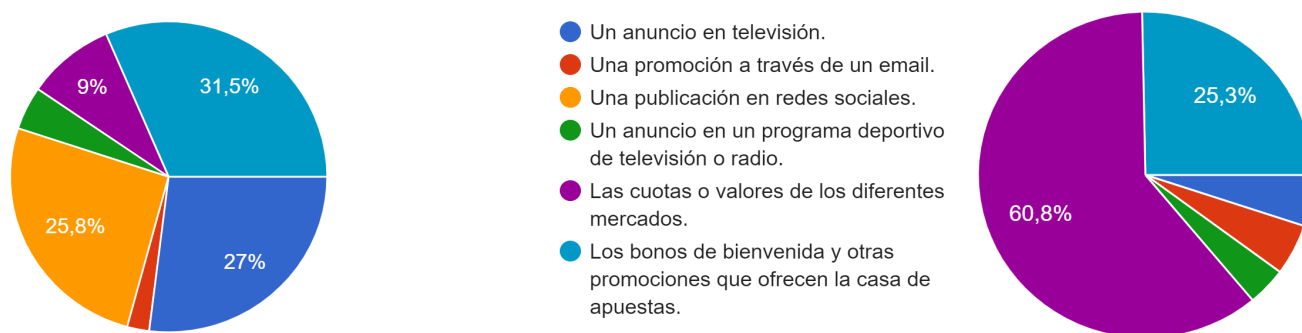 31,5%
9%
25,8%
27%
Un anuncio en televisión.
Una promoción a través de un email.
Una publicación en redes sociales.
Un anuncio en un programa deportivo
de televisión o radio.
Las cuotas o valores de los diferentes
mercados.
Los bonos de bienvenida y otras
promociones que ofrecen la casa de
apuestas.
25,3%
60,8%